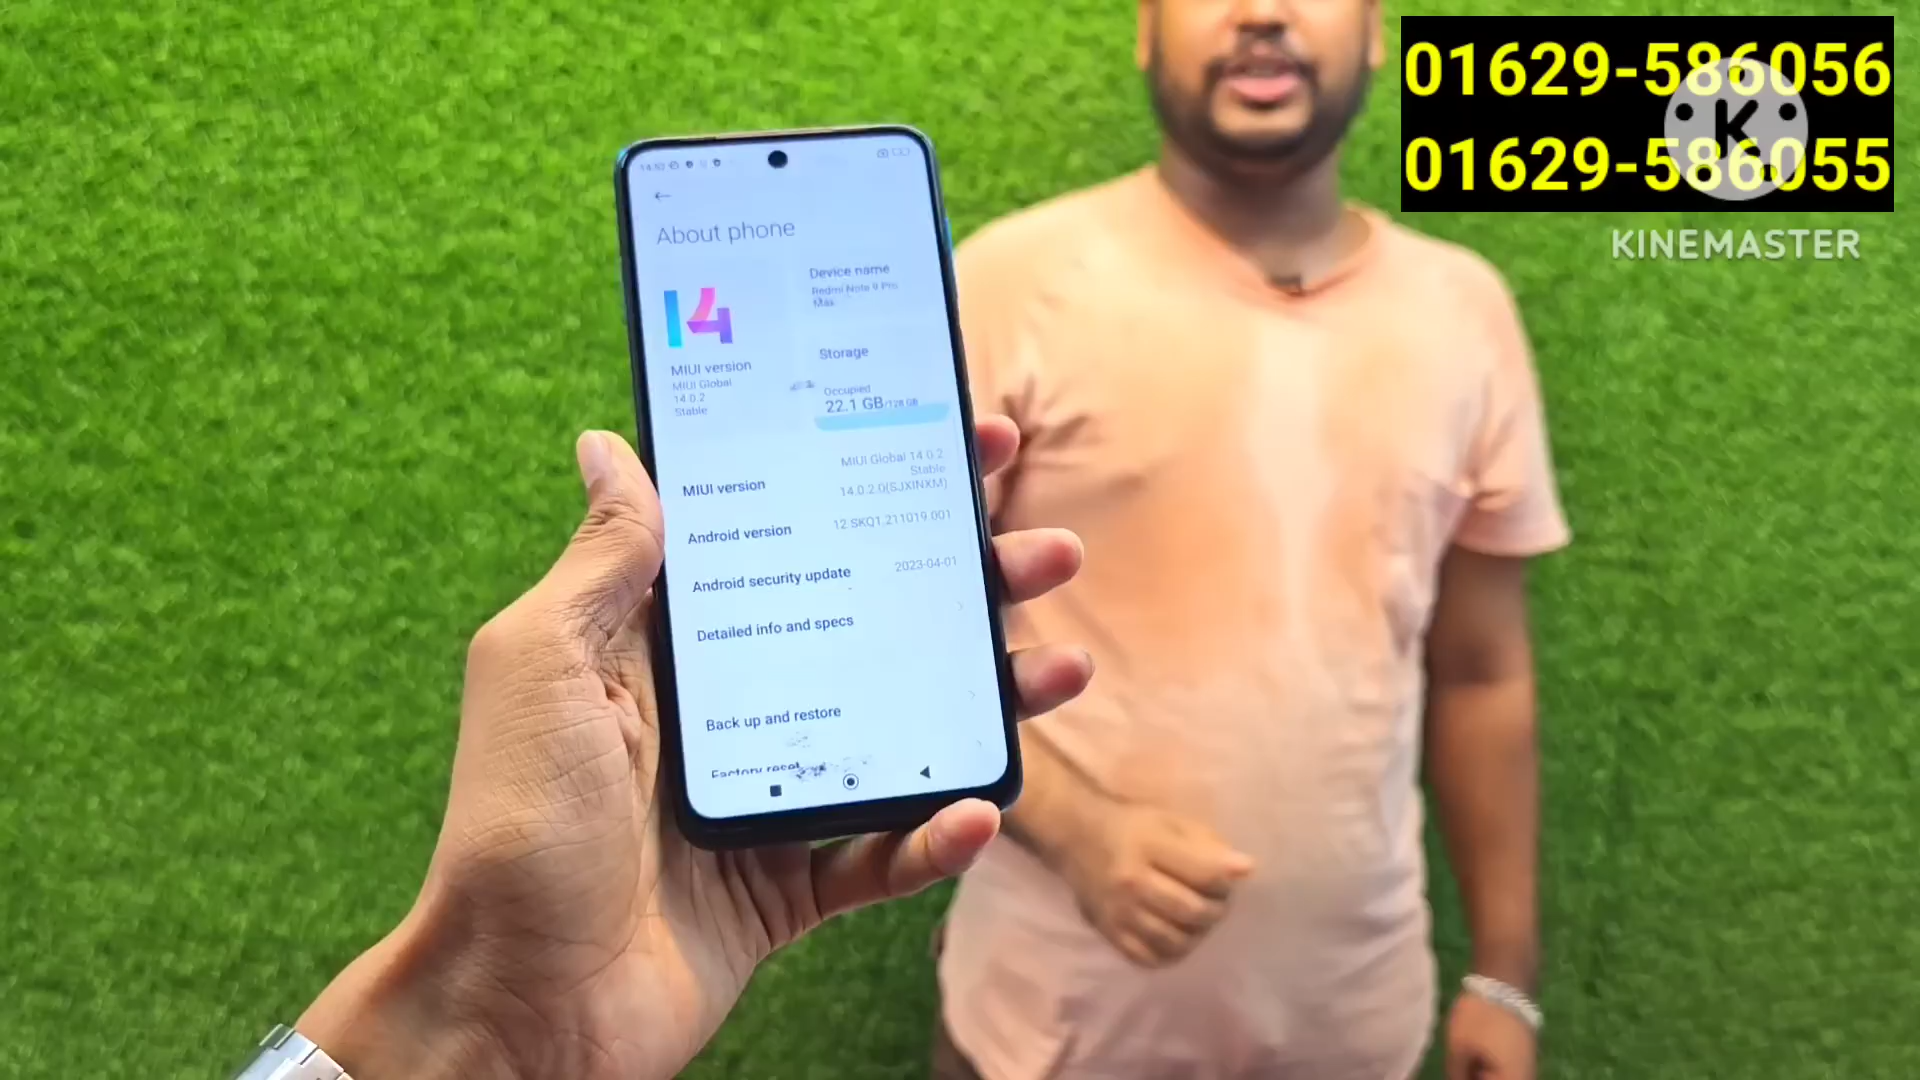 01629-586056
01629-586055
KINEMASTER
14:52
About phone
14
MIUI version
MIUI Global
14.0.2
Stable
Device name
Redmi Note 9 Pro
Max
Storage
Occupied
22.1 GB/128 GB
MIUI version
MIUI Global 14.0.2
Stable
14.0.2.0(SJXINXM)
Android version
12 SKQ1.211019.001
Android security update
2023-04-01
Detailed info and specs
Back up and restore
Factory reset